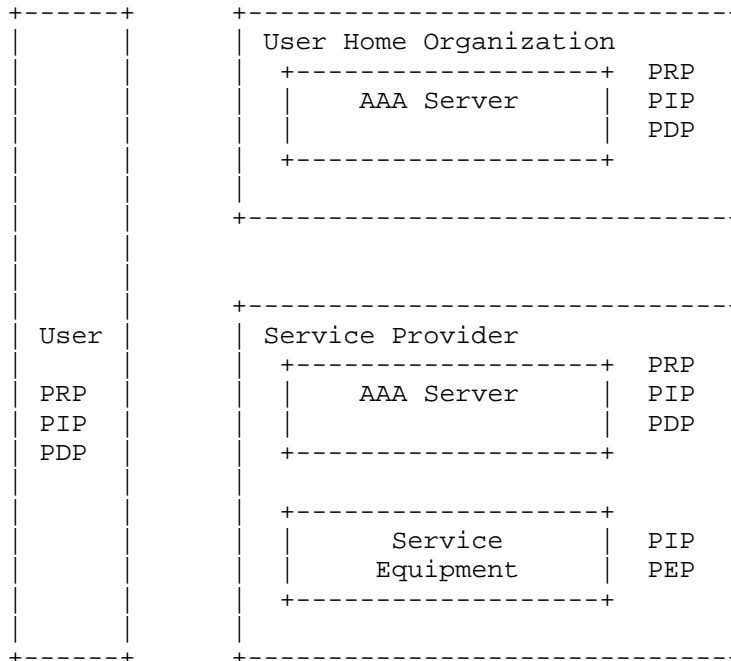 User Home Organization
PRP
AAA Server PIP
PDP
User Service Provider
PRP
PRP AAA Server PIP
PIP PDP
PDP
Service PIP
Equipment PEP